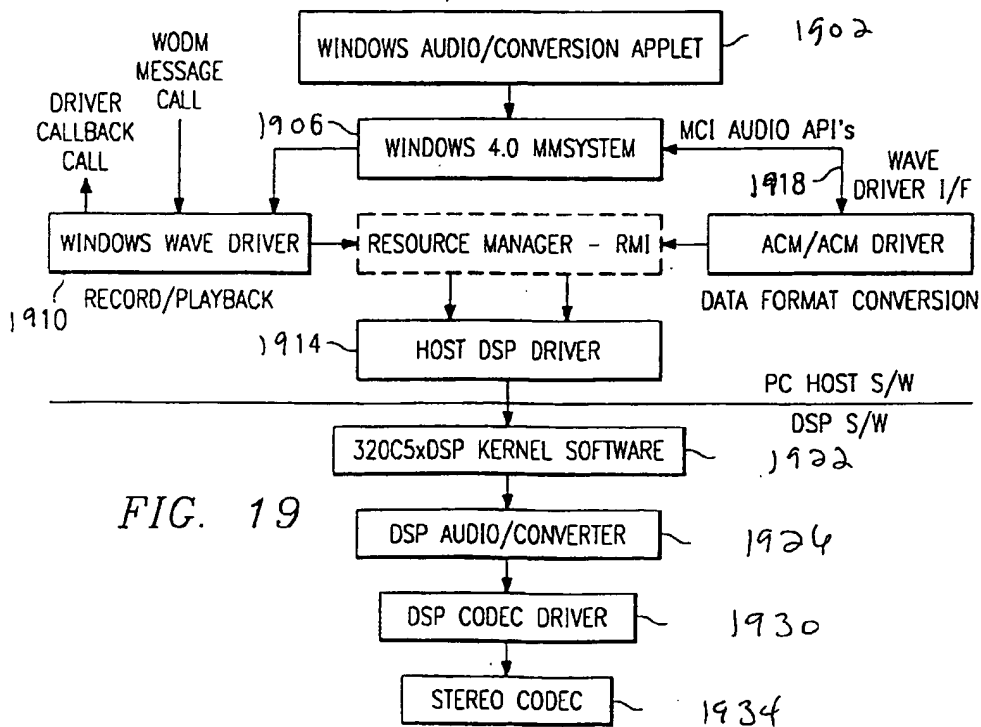 WINDOWS AUDIO/CONVERSION APPLET
1902
WODM
MESSAGE
CALL
DRIVER
CALLBACK
CALL
1906
WINDOWS 4.0 MMSYSTEM
MCI AUDIO API's
1918
WAVE
DRIVER I/F
WINDOWS WAVE DRIVER
RESOURCE MANAGER - RMI
ACM/ACM DRIVER
1910
RECORD/PLAYBACK
DATA FORMAT CONVERSION
1914
HOST DSP DRIVER
PC HOST S/W
DSP S/W
320C5xDSP KERNEL SOFTWARE
1922
FIG. 19
DSP AUDIO/CONVERTER
1926
DSP CODEC DRIVER
1930
STEREO CODEC
1934